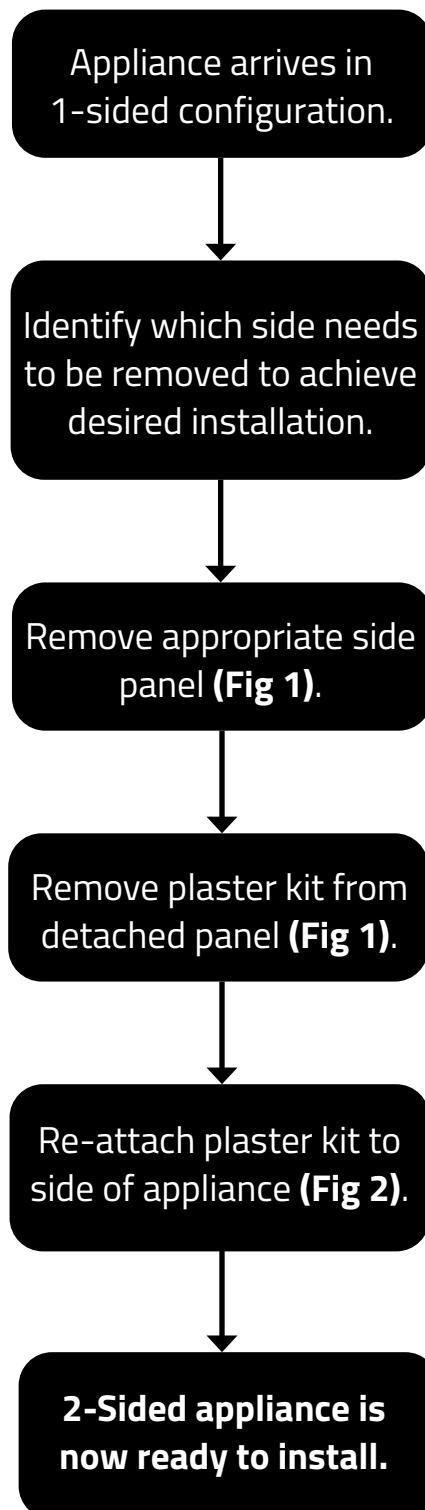 Appliance arrives in
1-sided configuration.
Identify which side needs
to be removed to achieve
desired installation.
Remove appropriate side
panel (Fig 1).
Remove plaster kit from
detached panel (Fig 1).
Re-attach plaster kit to
side of appliance (Fig 2).
2-Sided appliance is
now ready to install.